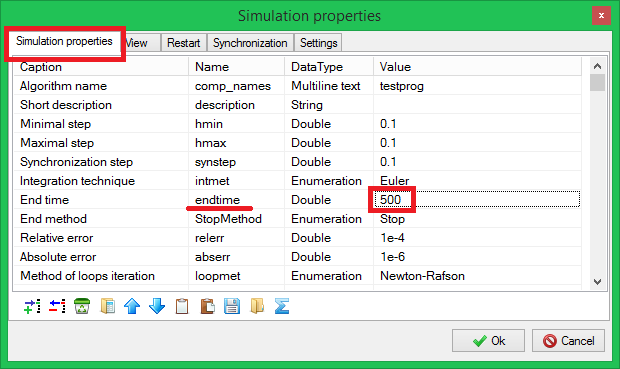 Simulation properties
x
Simulation properties View Restart Synchronization Settings
Caption Name DataType Value
Algorithm name comp_names Multiline text testprog
Short description description String
Minimal step hmin Double 0.1
Maximal step hmax Double 0.1
Synchronization step synstep Double 0.1
Integration technique intmet Enumeration Euler
End time endtime Double 500
End method StopMethod Enumeration Stop
Relative error relerr Double 1e-4
Absolute error abserr Double 1e-6
Method of loops iteration loopmet Enumeration Newton-Rafson
Ok Cancel